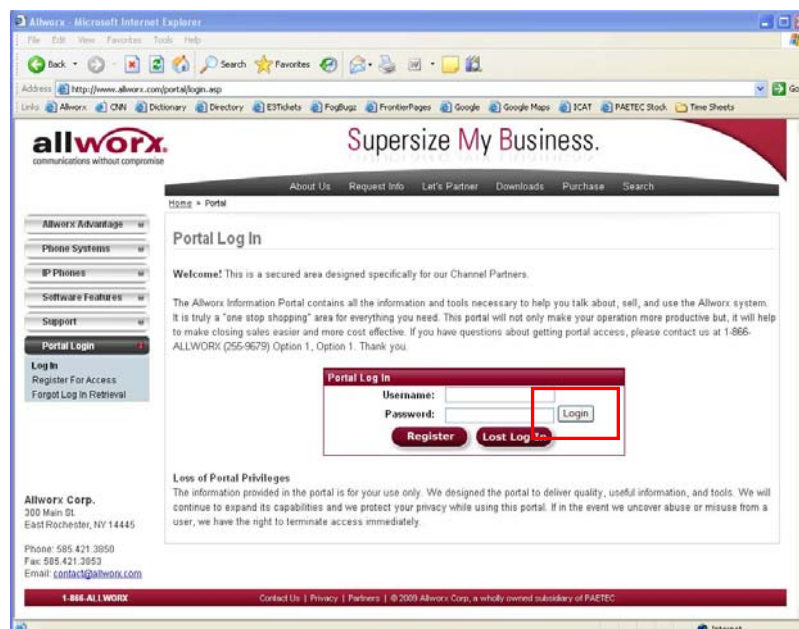 Allworx - Microsoft Internet Explorer
File Edit View Favorites Tools Help
Back Search Favorites
Address http://www.allworx.com/portal/login.asp Go
Links Allworx CNN Dictionary Directory E3Tickets FogBugz FrontierPages Google Google Maps ICAT PAETEC Stock Time Sheets
allworx.
communications without compromise
Supersize My Business.
About Us Request Info Let's Partner Downloads Purchase Search
Home » Portal
Allworx Advantage
Phone Systems
IP Phones
Software Features
Support
Portal Login
Log In
Register For Access
Forgot Log In Retrieval
Portal Log In
Welcome! This is a secured area designed specifically for our Channel Partners.
The Allworx Information Portal contains all the information and tools necessary to help you talk about, sell, and use the Allworx system.
It is truly a "one stop shopping" area for everything you need. This portal will not only make your operation more productive but, it will help
to make closing sales easier and more cost effective. If you have questions about getting portal access, please contact us at 1-866-
ALLWORX (255-9679) Option 1, Option 1. Thank you.
Portal Log In
Username:
Password: Login
Register Lost Log In
Loss of Portal Privileges
The information provided in the portal is for your use only. We designed the portal to deliver quality, useful information, and tools. We will
continue to expand its capabilities and we protect your privacy while using this portal. If in the event we uncover abuse or misuse from a
user, we have the right to terminate access immediately.
Allworx Corp.
300 Main St.
East Rochester, NY 14445
Phone: 585.421.3850
Fax: 585.421.3853
Email: contact@allworx.com
1-866-ALLWORX
Contact Us | Privacy | Partners | © 2009 Allworx Corp, a wholly owned subsidiary of PAETEC
Internet